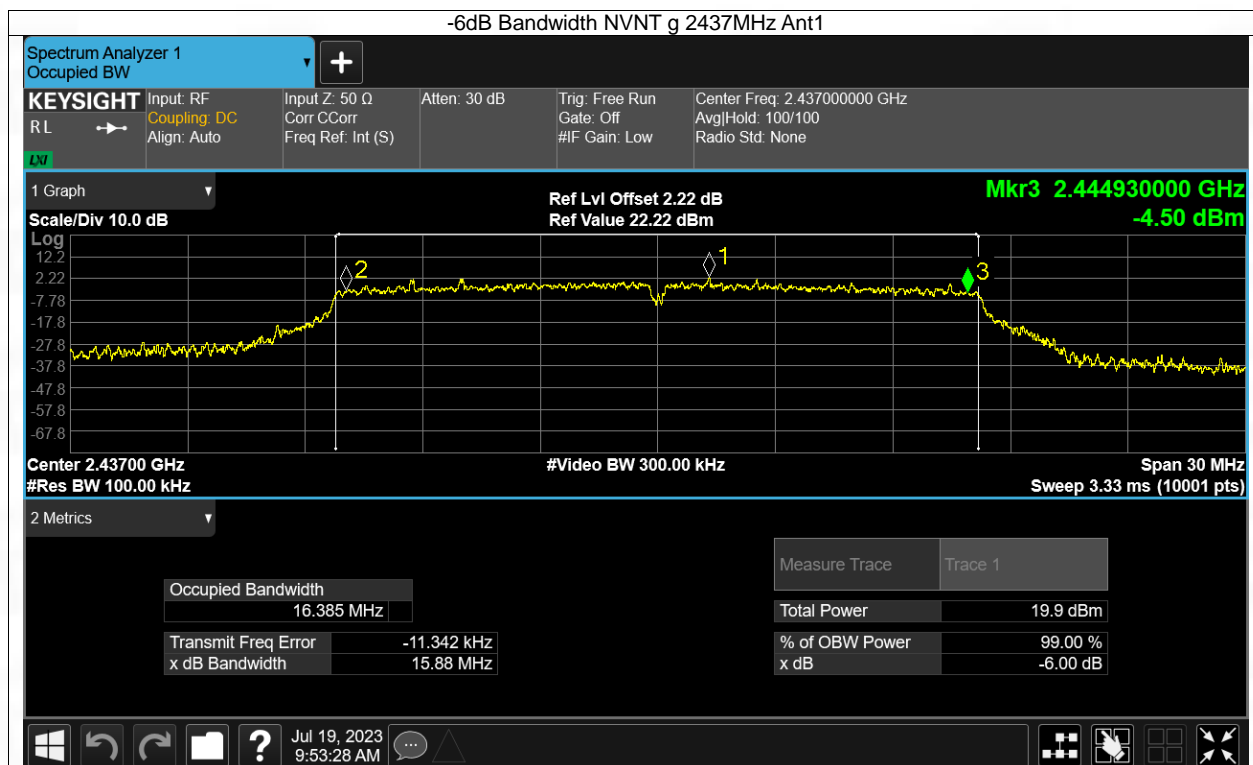 -6dB Bandwidth NVNT g 2437MHz Ant1
Spectrum Analyzer 1
Occupied BW
KEYSIGHT
R L
LXI
Input: RF
Coupling: DC
Align: Auto
Input Z: 50 Ω
Corr CCorr
Freq Ref: Int (S)
Atten: 30 dB
Trig: Free Run
Gate: Off
#IF Gain: Low
Center Freq: 2.437000000 GHz
Avg|Hold: 100/100
Radio Std: None
1 Graph
Scale/Div 10.0 dB
Ref Lvl Offset 2.22 dB
Ref Value 22.22 dBm
Mkr3 2.444930000 GHz
-4.50 dBm
Log
12.2
2.22
-7.78
-17.8
-27.8
-37.8
-47.8
-57.8
-67.8
2
1
3
Center 2.43700 GHz
#Video BW 300.00 kHz
Span 30 MHz
#Res BW 100.00 kHz
Sweep 3.33 ms (10001 pts)
2 Metrics
Measure Trace Trace 1
Occupied Bandwidth
16.385 MHz
Total Power 19.9 dBm
Transmit Freq Error -11.342 kHz
% of OBW Power 99.00 %
x dB Bandwidth 15.88 MHz
x dB -6.00 dB
?
Jul 19, 2023
9:53:28 AM